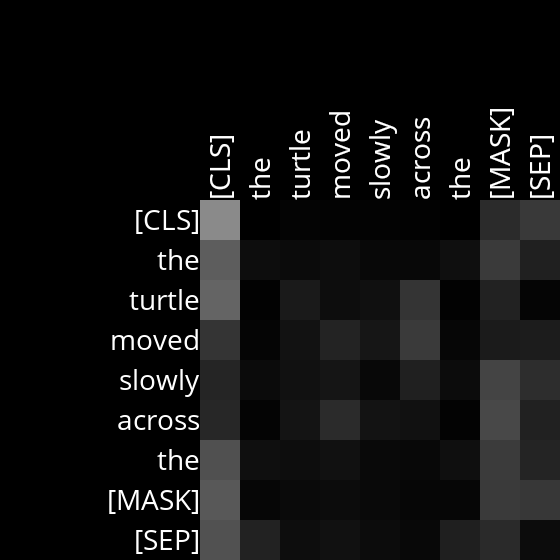 [CLS]
the
turtle
moved
slowly
across
the
[MASK]
[SEP]
[CLS]
the
turtle
moved
slowly
across
the
[MASK]
[SEP]